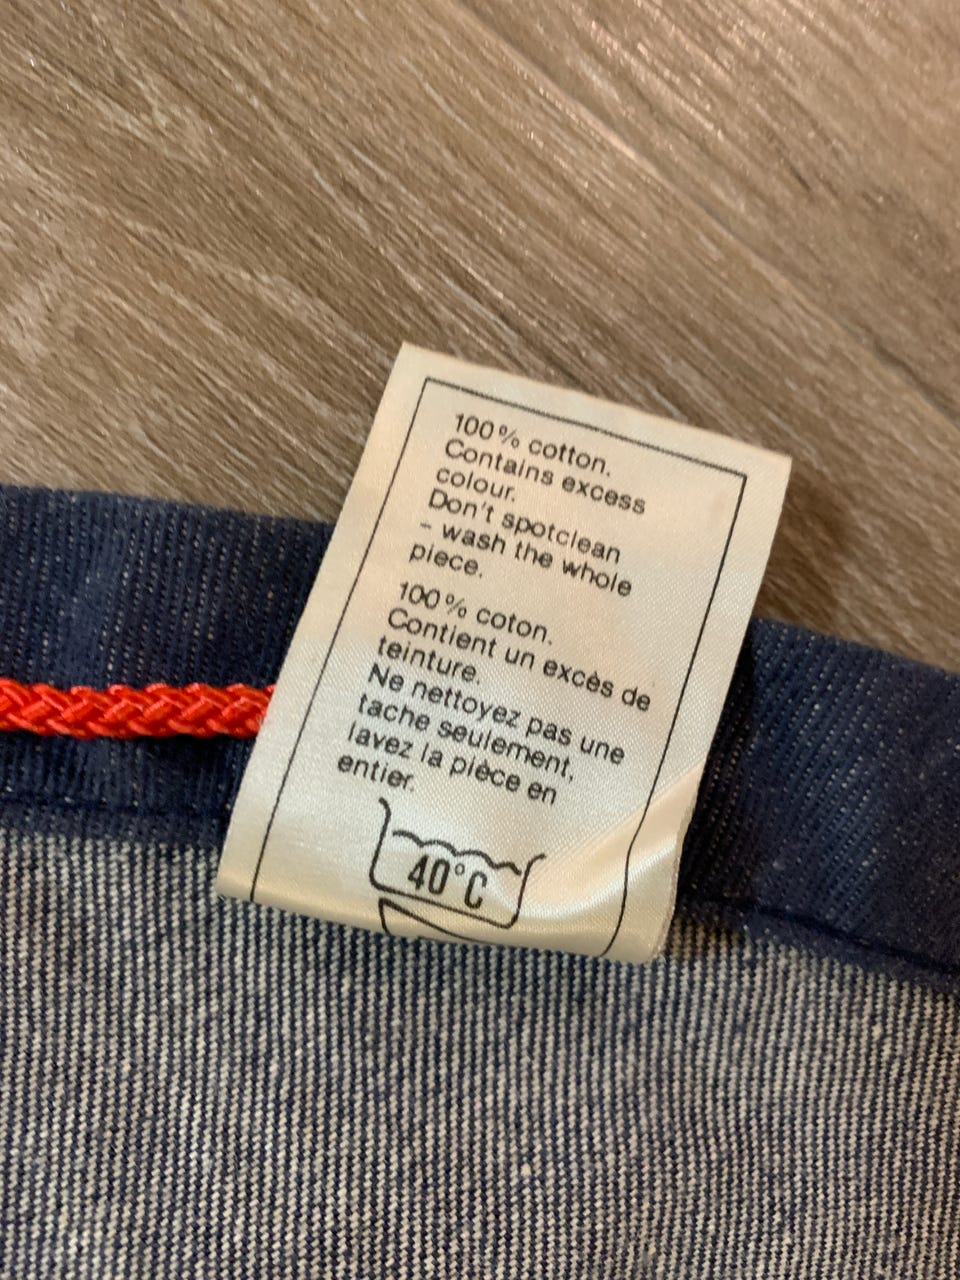 100% cotton.
Contains excess
colour.
Don't spotclean
- wash the whole
piece.
100% coton.
Contient un excès de
teinture.
Ne nettoyez pas une
tache seulement,
lavez la pièce en
entier.
40°C